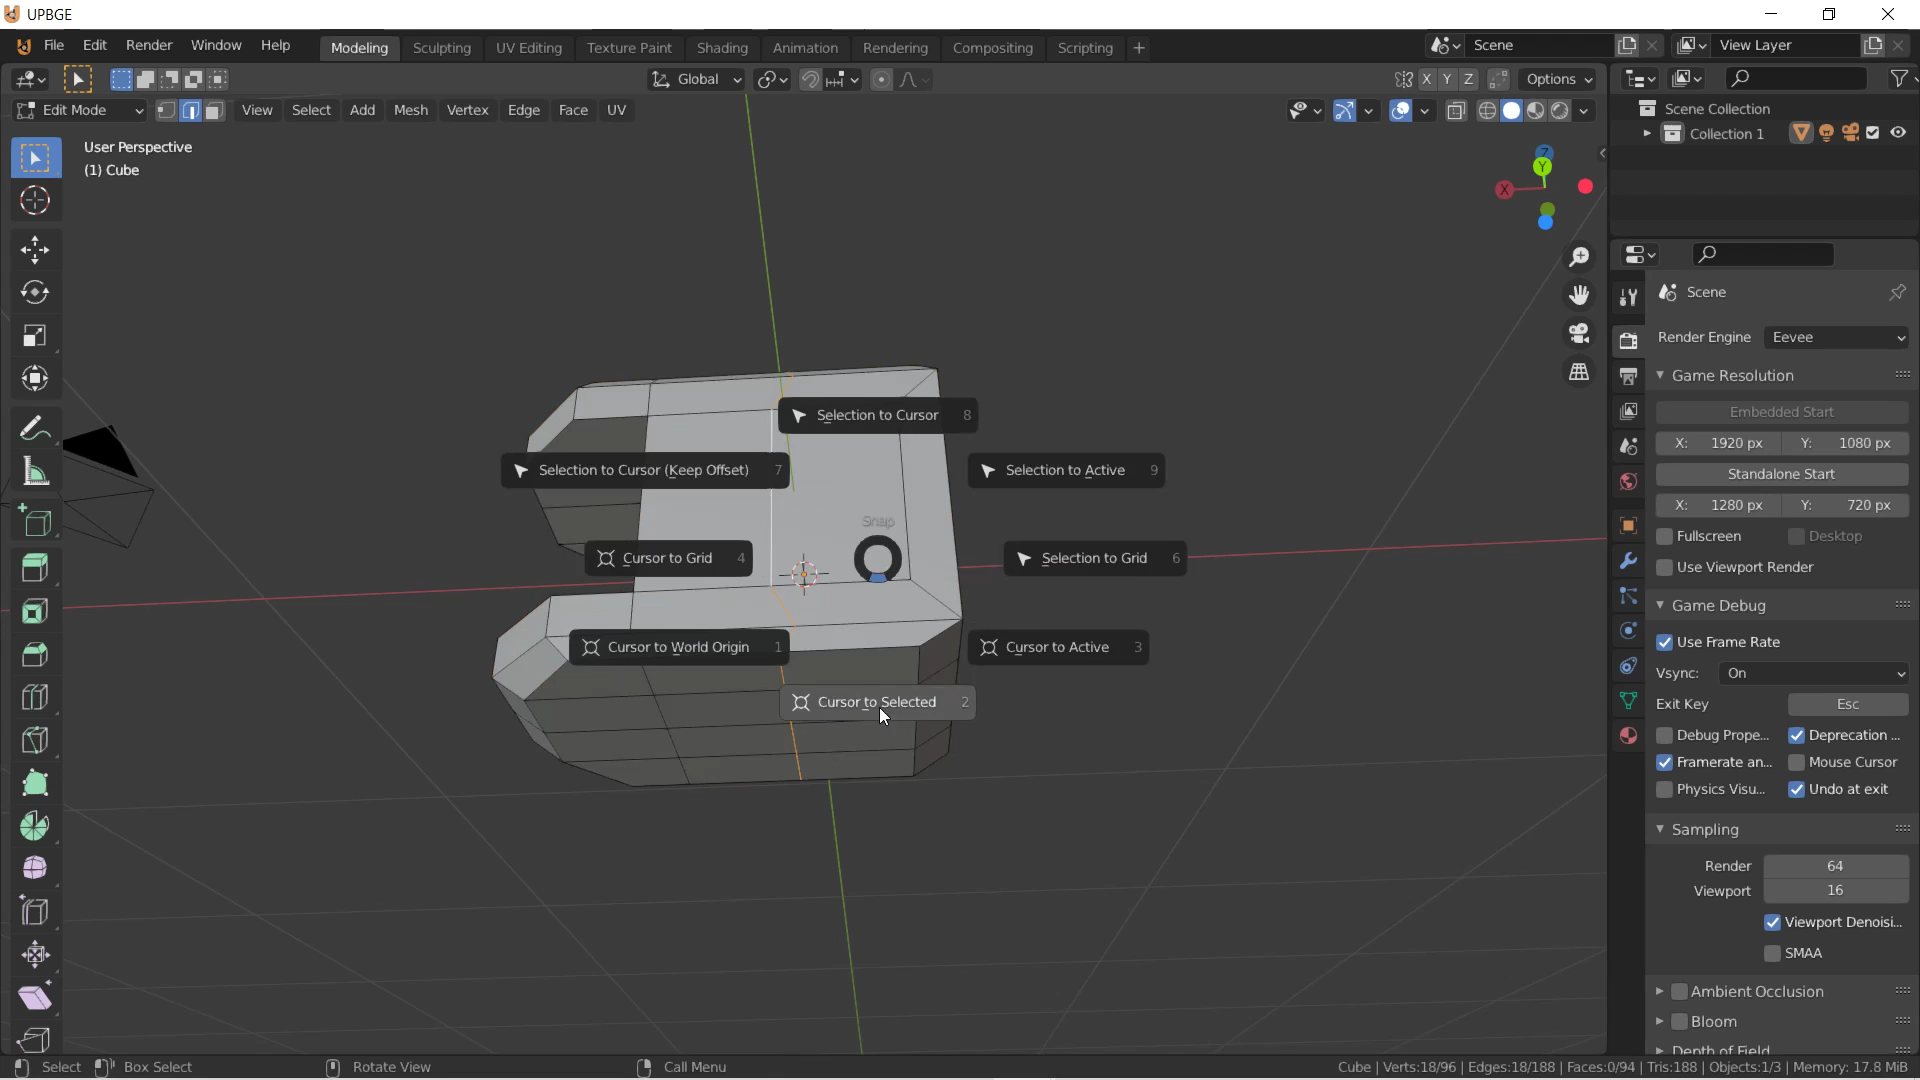 UPBGE
File Edit Render Window Help Modeling Sculpting UV Editing Texture Paint Shading Animation Rendering Compositing Scripting + Scene View Layer
Global X Y Z Options
Edit Mode View Select Add Mesh Vertex Edge Face UV
Scene Collection
Collection 1
User Perspective
(1) Cube
Z
Y
X
Scene
Render Engine Eevee
Game Resolution
Embedded Start
X: 1920 px Y: 1080 px
Standalone Start
X: 1280 px Y: 720 px
Fullscreen Desktop
Use Viewport Render
Game Debug
Use Frame Rate
Vsync: On
Exit Key Esc
Debug Prope... Deprecation ...
Framerate an... Mouse Cursor
Physics Visu... Undo at exit
Sampling
Render 64
Viewport 16
Viewport Denoisi...
SMAA
Ambient Occlusion
Bloom
Depth of Field
Selection to Cursor 8
Selection to Cursor (Keep Offset) 7
Selection to Active 9
Snap
Cursor to Grid 4
Selection to Grid 6
Cursor to World Origin 1
Cursor to Active 3
Cursor to Selected 2
Select Box Select Rotate View Call Menu
Cube | Verts:18/96 | Edges:18/188 | Faces:0/94 | Tris:188 | Objects:1/3 | Memory: 17.8 MiB